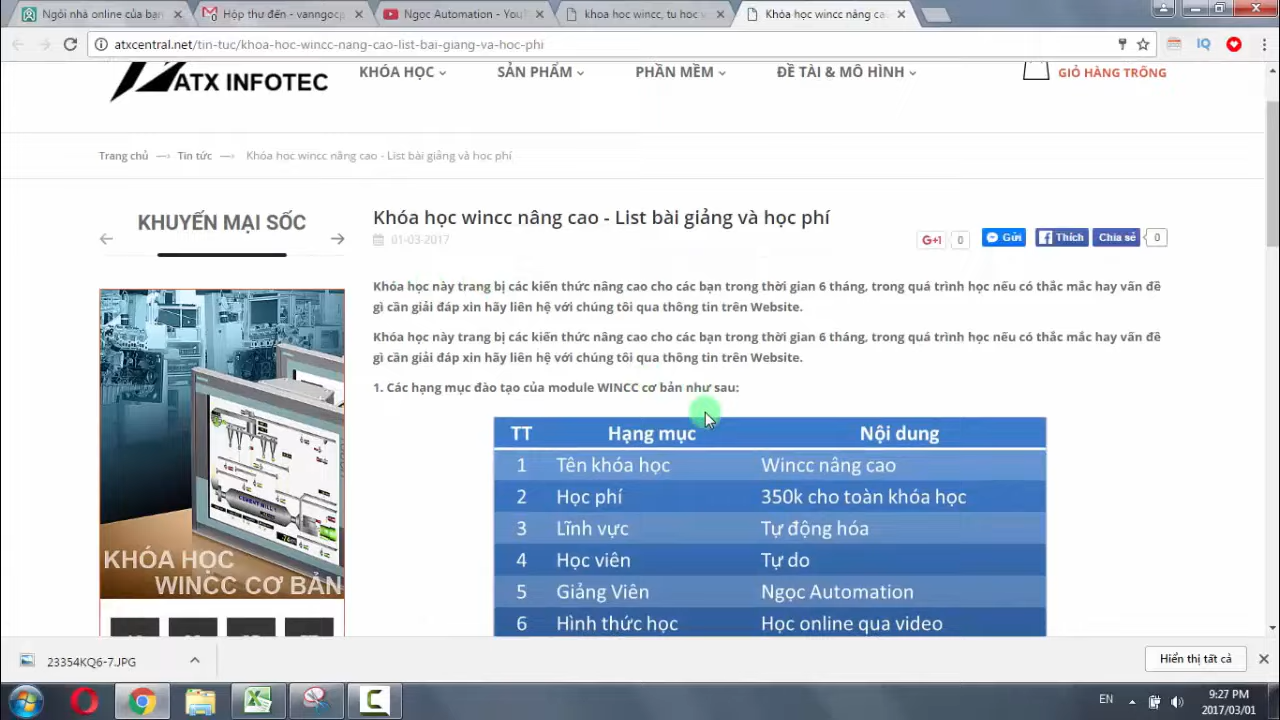 Ngôi nhà online của bạn
Hộp thư đến - vanngocp
Ngọc Automation - YouT
khoa hoc wincc, tu hoc w
Khóa học wincc nâng cao
atxcentral.net/tin-tuc/khoa-hoc-wincc-nang-cao-list-bai-giang-va-hoc-phi
IQ
ATX INFOTEC
KHÓA HỌC
SẢN PHẨM
PHẦN MỀM
ĐỀ TÀI & MÔ HÌNH
GIỎ HÀNG TRỐNG
Trang chủ
Tin tức
Khóa học wincc nâng cao - List bài giảng và học phí
KHUYẾN MẠI SỐC
Khóa học wincc nâng cao - List bài giảng và học phí
01-03-2017
G+1 0
Gửi
Thích
Chia sẻ
0
Khóa học này trang bị các kiến thức nâng cao cho các bạn trong thời gian 6 tháng, trong quá trình học nếu có thắc mắc hay vấn đề
gì cần giải đáp xin hãy liên hệ với chúng tôi qua thông tin trên Website.
Khóa học này trang bị các kiến thức nâng cao cho các bạn trong thời gian 6 tháng, trong quá trình học nếu có thắc mắc hay vấn đề
gì cần giải đáp xin hãy liên hệ với chúng tôi qua thông tin trên Website.
1. Các hạng mục đào tạo của module WINCC cơ bản như sau:
TT Hạng mục Nội dung
1 Tên khóa học Wincc nâng cao
2 Học phí 350k cho toàn khóa học
3 Lĩnh vực Tự động hóa
4 Học viên Tự do
5 Giảng Viên Ngọc Automation
6 Hình thức học Học online qua video
KHÓA HỌC
WINCC CƠ BẢN
23354KQ6-7.JPG
Hiển thị tất cả
EN
9:27 PM
2017/03/01